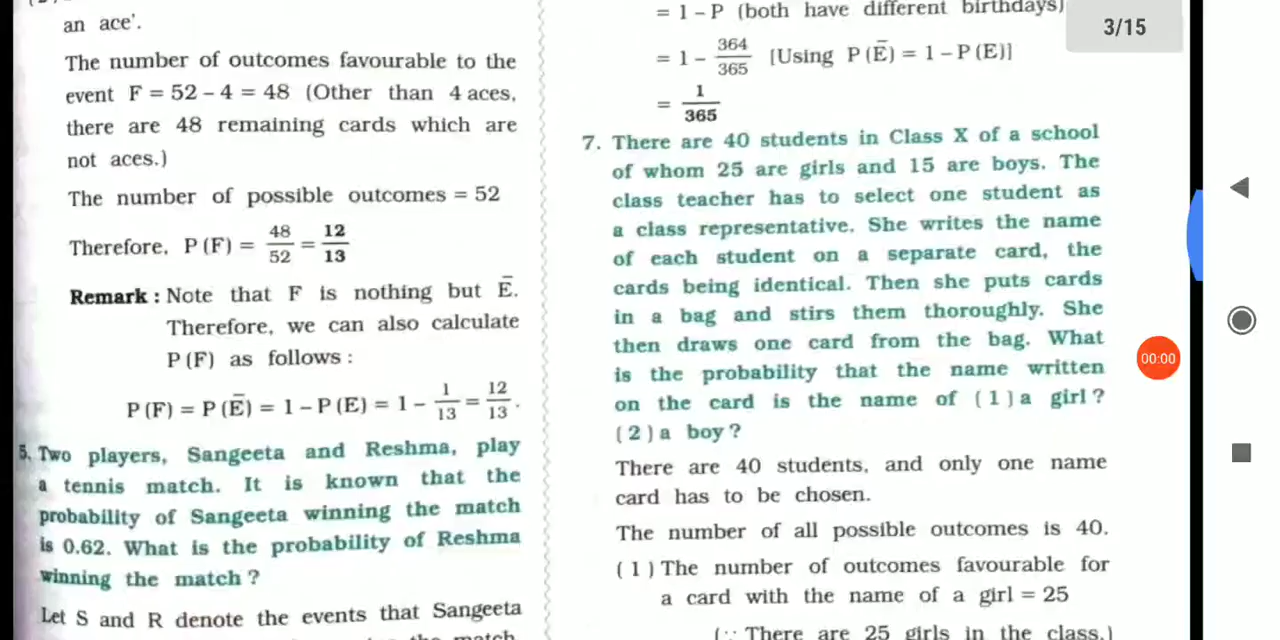 an ace'.
The number of outcomes favourable to the
event F = 52 – 4 = 48 (Other than 4 aces,
there are 48 remaining cards which are
not aces.)
The number of possible outcomes = 52
Therefore, P (F) = 48/52 = 12/13
Remark : Note that F is nothing but E̅.
Therefore, we can also calculate
P (F) as follows :
P (F) = P (E̅) = 1 – P (E) = 1 – 1/13 = 12/13 .
5. Two players, Sangeeta and Reshma, play
a tennis match. It is known that the
probability of Sangeeta winning the match
is 0.62. What is the probability of Reshma
winning the match ?
Let S and R denote the events that Sangeeta
the match
= 1 – P (both have different birthdays)
= 1 – 364/365 [Using P (E̅) = 1 – P (E)]
= 1/365
7. There are 40 students in Class X of a school
of whom 25 are girls and 15 are boys. The
class teacher has to select one student as
a class representative. She writes the name
of each student on a separate card, the
cards being identical. Then she puts cards
in a bag and stirs them thoroughly. She
then draws one card from the bag. What
is the probability that the name written
on the card is the name of (1) a girl ?
(2) a boy ?
There are 40 students, and only one name
card has to be chosen.
The number of all possible outcomes is 40.
(1) The number of outcomes favourable for
a card with the name of a girl = 25
(∵ There are 25 girls in the class.)
3/15
00:00